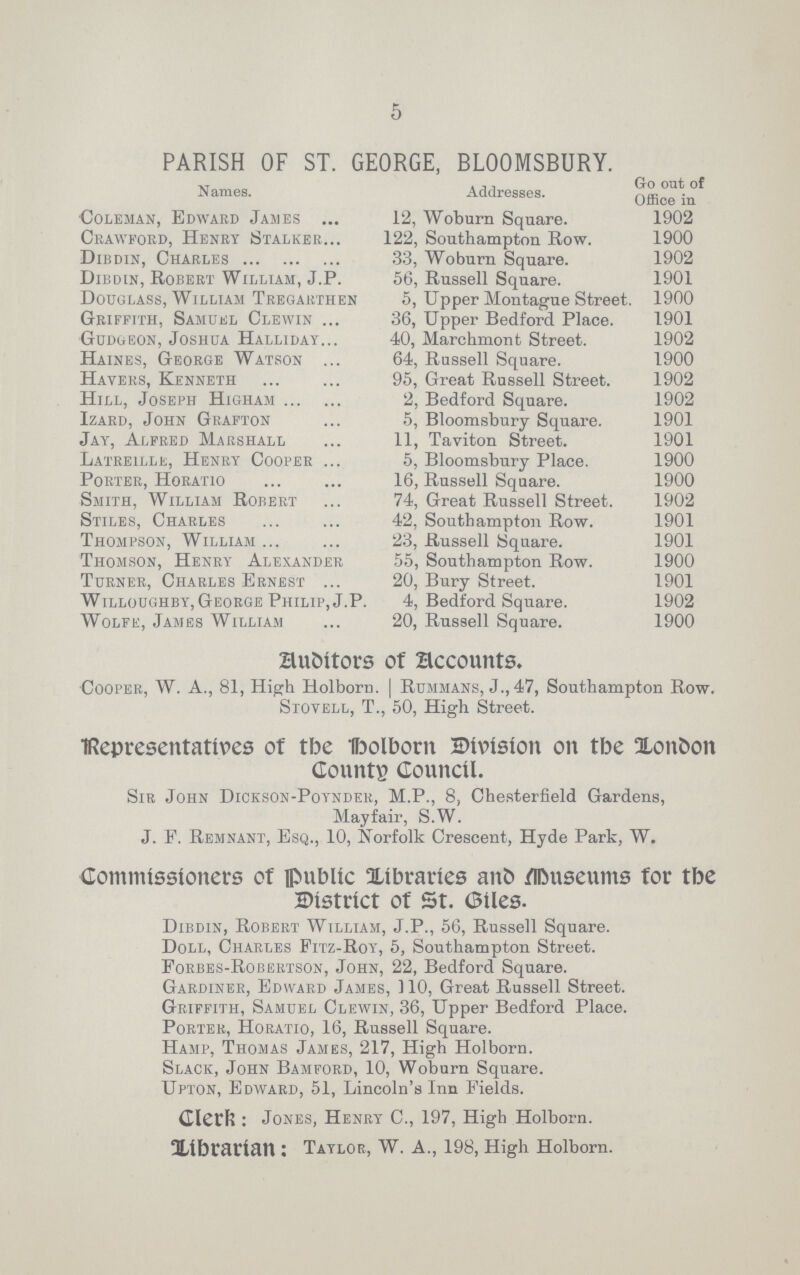 5
PARISH OF ST. GEORGE, BLOOMSBURY.
Names. Addresses. Go out of Office in
COLEMAN, EDWARD JAMES ... 12, Woburn Square. 1902
CRAWFORD, HENRY STALKER... 122, Southampton Row. 1900
DIBDIN, CHARLES ... ... ... 33, Woburn Square. 1902
DIBDIN, ROBERT WILLIAM, J.P. 56, Russell Square. 1901
DOUGLASS, WILLIAM TREGARTHEN 5, Upper Montague Street. 1900
GRIFFITH, SAMUEL CLEWIN ... 36, Upper Bedford Place. 1901
GUDGEON, JOSHUA HALLIDAY... 40, Marchmont Street. 1902
HAINES, GEORGE WATSON ... 64, Russell Square. 1900
HAVERS, KENNETH ... ... 95, Great Russell Street. 1902
HILL, JOSEPH HIGHAM ... ... 2, Bedford Square. 1902
IZARD, JOHN GRAFTON ... 5, Bloomsbury Square. 1901
JAY, ALFRED MARSHALL ... 11, Taviton Street. 1901
LATREILLE, HENRY COOPER ... 5, Bloomsbury Place. 1900
PORTER, HORATIO ... ... 16, Russell Square. 1900
SMITH, WILLIAM ROBERT ... 74, Great Russell Street. 1902
STILES, CHARLES ... ... 42, Southampton Row. 1901
THOMPSON, WILLIAM ... ... 23, Russell Square. 1901
THOMSON, HENRY ALEXANDER 55, Southampton Row. 1900
TURNER, CHARLES ERNEST ... 20, Bury Street. 1901
WILLOUGHBY, GEORGE PHILIP, J.P. 4, Bedford Square. 1902
WOLFE, JAMES WILLIAM ... 20, Russell Square. 1900
Auditors of Accounts.
COOPER, W. A., 81, High Holborn. | RUMMANS, J., 47, Southampton Row.
STOVELL, T., 50, High Street.
Representatives of the Holborn Division on the London
County Council.
SIR JOHN DICKSON-POYNDER, M.P., 8, Chesterfield Gardens,
Mayfair, S.W.
J. F. REMNANT, ESQ., 10, Norfolk Crescent, Hyde Park, W.
Commissioners of Public Libraries and Museums for the
District of St. Giles.
DIBDIN, ROBERT WILLIAM, J.P., 56, Russell Square.
DOLL, CHARLES FITZ-ROY, 5, Southampton Street.
FORBES-ROBERTSON, JOHN, 22, Bedford Square.
GARDINER, EDWARD JAMES, 110, Great Russell Street.
GRIFFITH, SAMUEL CLEWIN, 36, Upper Bedford Place.
PORTER, HORATIO, 16, Russell Square.
HAMP, THOMAS JAMES, 217, High Holborn.
SLACK, JOHN BAMFORD, 10, Woburn Square.
UPTON, EDWARD, 51, Lincoln's Inn Fields.
Clerk: JONES, HENRY C., 197, High Holborn.
Librarian: TAYLOR, W. A., 198, High Holborn.